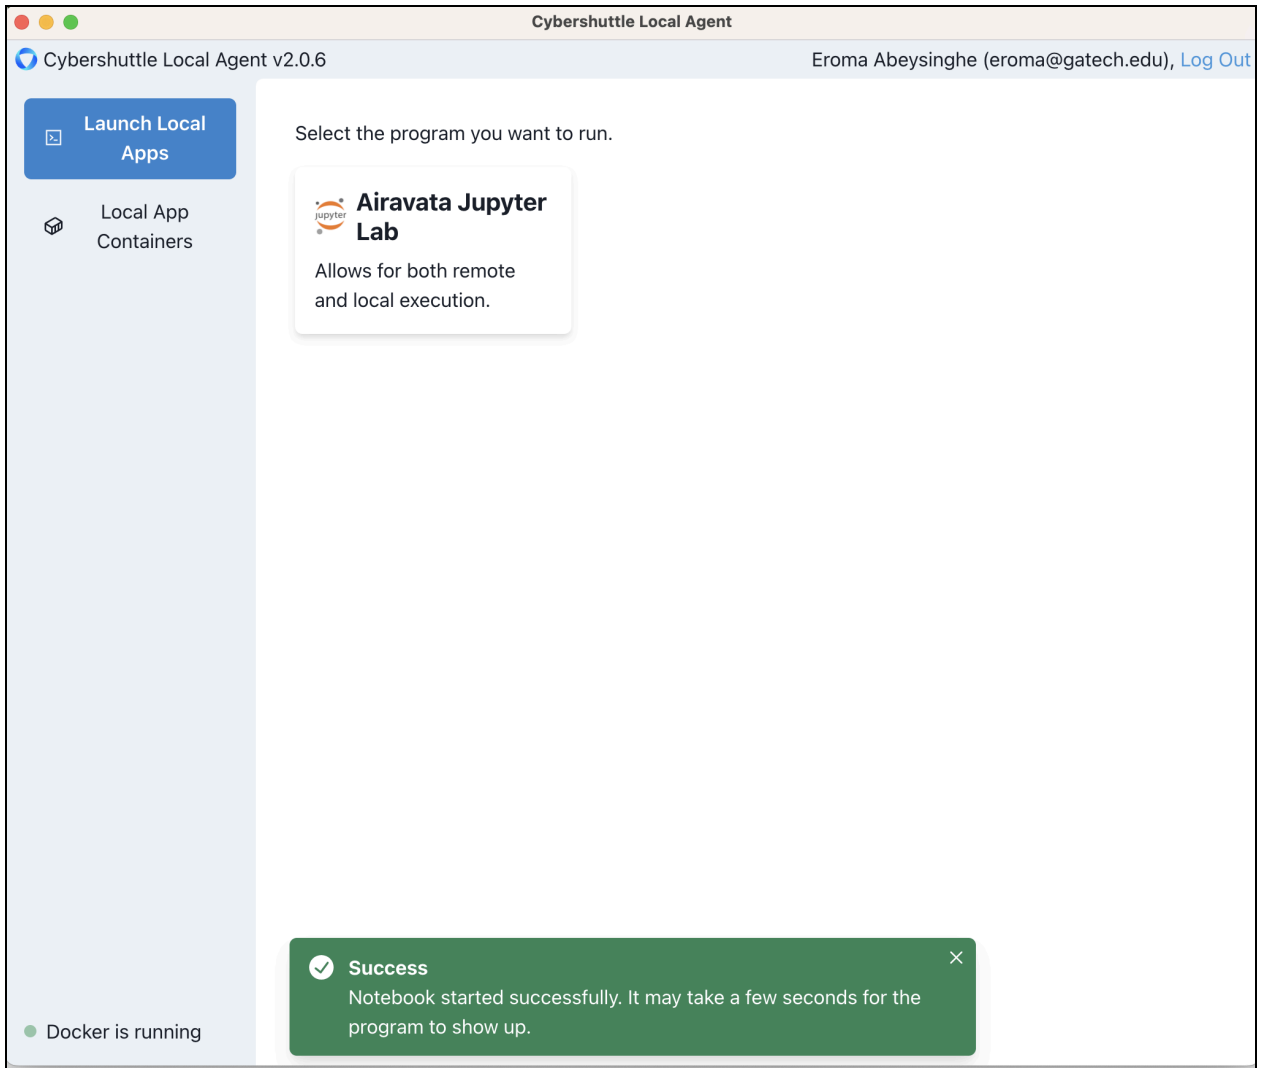 Cybershuttle Local Agent
Cybershuttle Local Agent v2.0.6
Eroma Abeysinghe (eroma@gatech.edu), Log Out
Launch Local
Apps
Local App
Containers
Select the program you want to run.
jupyter
Airavata Jupyter
Lab
Allows for both remote
and local execution.
Success
Notebook started successfully. It may take a few seconds for the
program to show up.
Docker is running